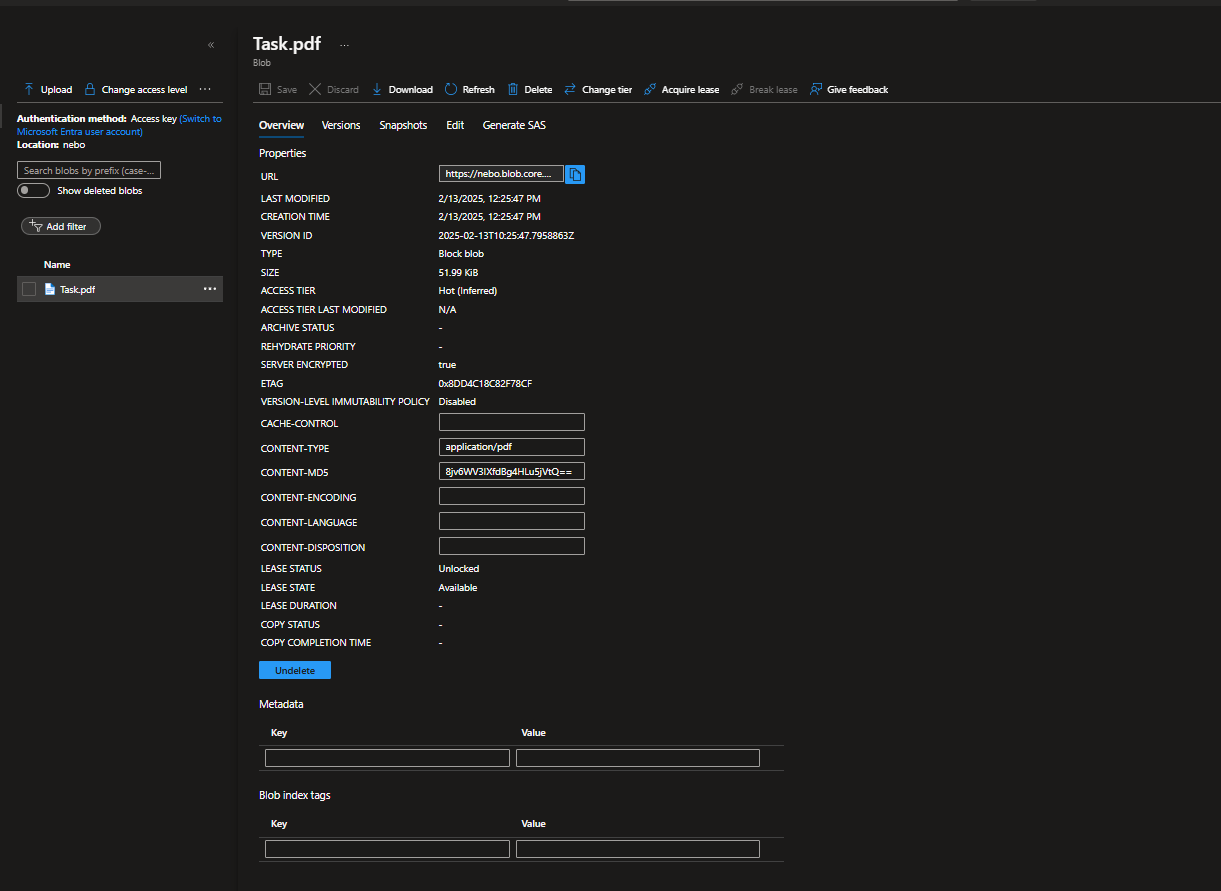 Task.pdf ...
Blob
Upload Change access level ...
Save Discard Download Refresh Delete Change tier Acquire lease Break lease Give feedback
Authentication method: Access key (Switch to
Microsoft Entra user account)
Location: nebo
Search blobs by prefix (case-...
Show deleted blobs
Add filter
Name
Task.pdf
Overview Versions Snapshots Edit Generate SAS
Properties
URL https://nebo.blob.core....
LAST MODIFIED 2/13/2025, 12:25:47 PM
CREATION TIME 2/13/2025, 12:25:47 PM
VERSION ID 2025-02-13T10:25:47.7958863Z
TYPE Block blob
SIZE 51.99 KiB
ACCESS TIER Hot (Inferred)
ACCESS TIER LAST MODIFIED N/A
ARCHIVE STATUS -
REHYDRATE PRIORITY -
SERVER ENCRYPTED true
ETAG 0x8DD4C18C82F78CF
VERSION-LEVEL IMMUTABILITY POLICY Disabled
CACHE-CONTROL
CONTENT-TYPE application/pdf
CONTENT-MD5 8jv6WV3IXfdBg4HLu5jVtQ==
CONTENT-ENCODING
CONTENT-LANGUAGE
CONTENT-DISPOSITION
LEASE STATUS Unlocked
LEASE STATE Available
LEASE DURATION -
COPY STATUS -
COPY COMPLETION TIME -
Undelete
Metadata
Key Value
Blob index tags
Key Value